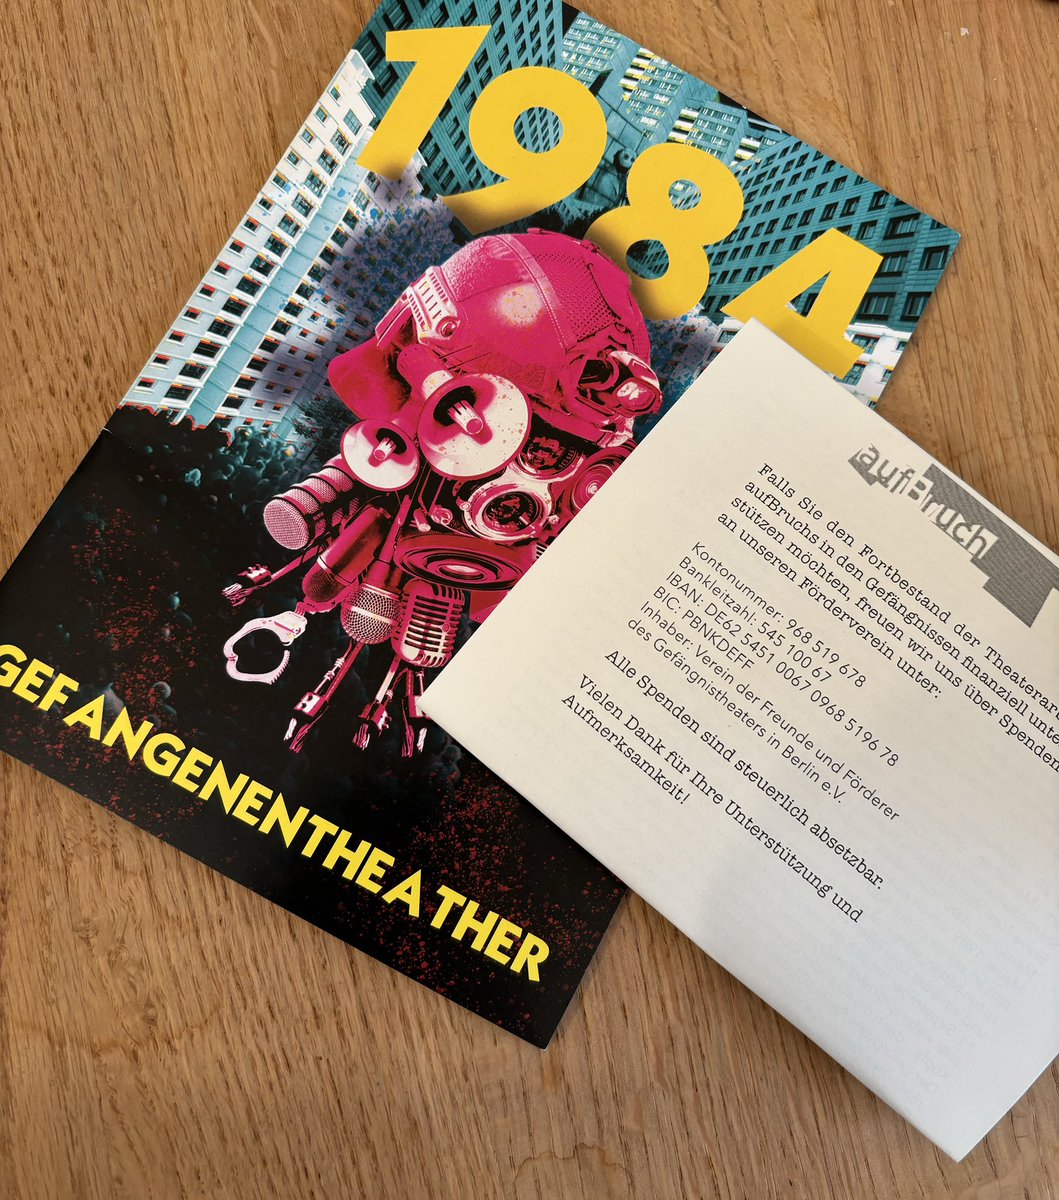 1984
GEFANGENENTHEATHER
aufBruch
Falls Sie den Fortbestand der Theaterar
aufBruchs in den Gefängnissen finanziell unte
stützen möchten, freuen wir uns über Spenden
an unseren Förderverein unter:
Kontonummer: 968 519 678
Bankleitzahl: 545 100 67
IBAN: DE62 5451 0067 0968 5196 78
BIC: PBNKDEFF
Inhaber: Verein der Freunde und Förderer
des Gefängnistheaters in Berlin e.V.
Alle Spenden sind steuerlich absetzbar.
Vielen Dank für Ihre Unterstützung und
Aufmerksamkeit!